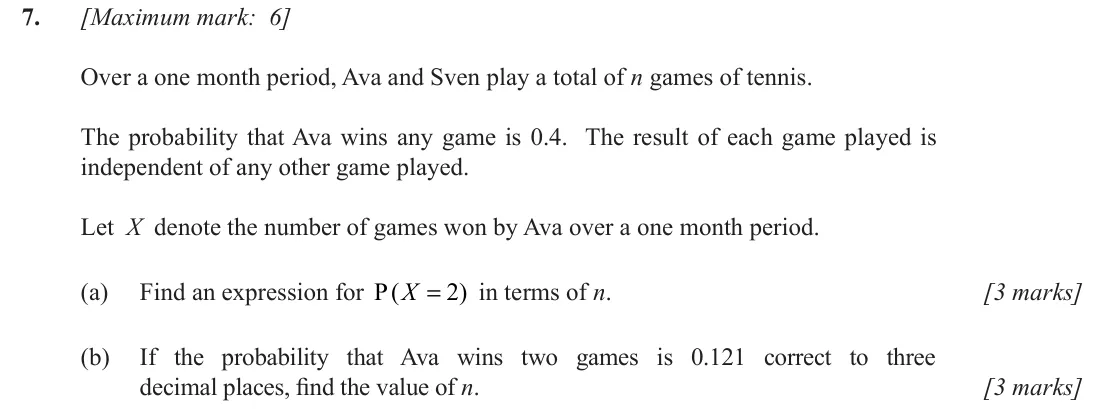 7. [Maximum mark: 6]
Over a one month period, Ava and Sven play a total of n games of tennis.
The probability that Ava wins any game is 0.4. The result of each game played is
independent of any other game played.
Let X denote the number of games won by Ava over a one month period.
(a) Find an expression for P(X = 2) in terms of n. [3 marks]
(b) If the probability that Ava wins two games is 0.121 correct to three
decimal places, find the value of n. [3 marks]